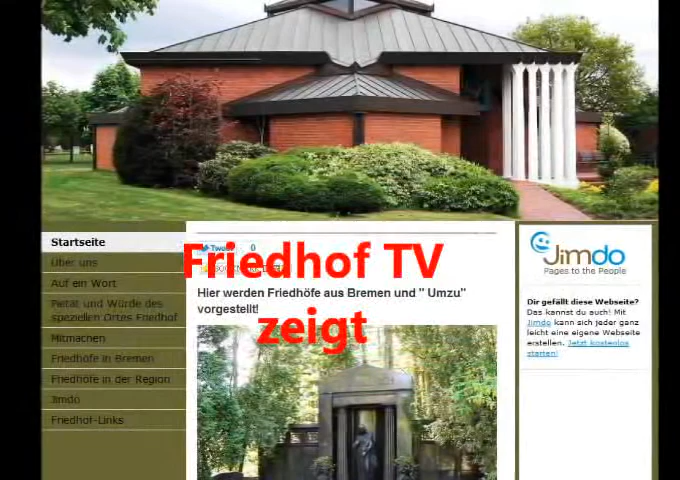 Startseite
Über uns
Auf ein Wort
Pietät und Würde des
speziellen Ortes Friedhof
Mitmachen
Friedhöfe in Bremen
Friedhöfe in der Region
Jimdo
Friedhof-Links
Tweet 0
Friedhof TV
Hier werden Friedhöfe aus Bremen und " Umzu"
vorgestellt!
zeigt
Jimdo
Pages to the People
Dir gefällt diese Webseite?
Das kannst du auch! Mit
Jimdo kann sich jeder ganz
leicht eine eigene Webseite
erstellen. Jetzt kostenlos
starten!